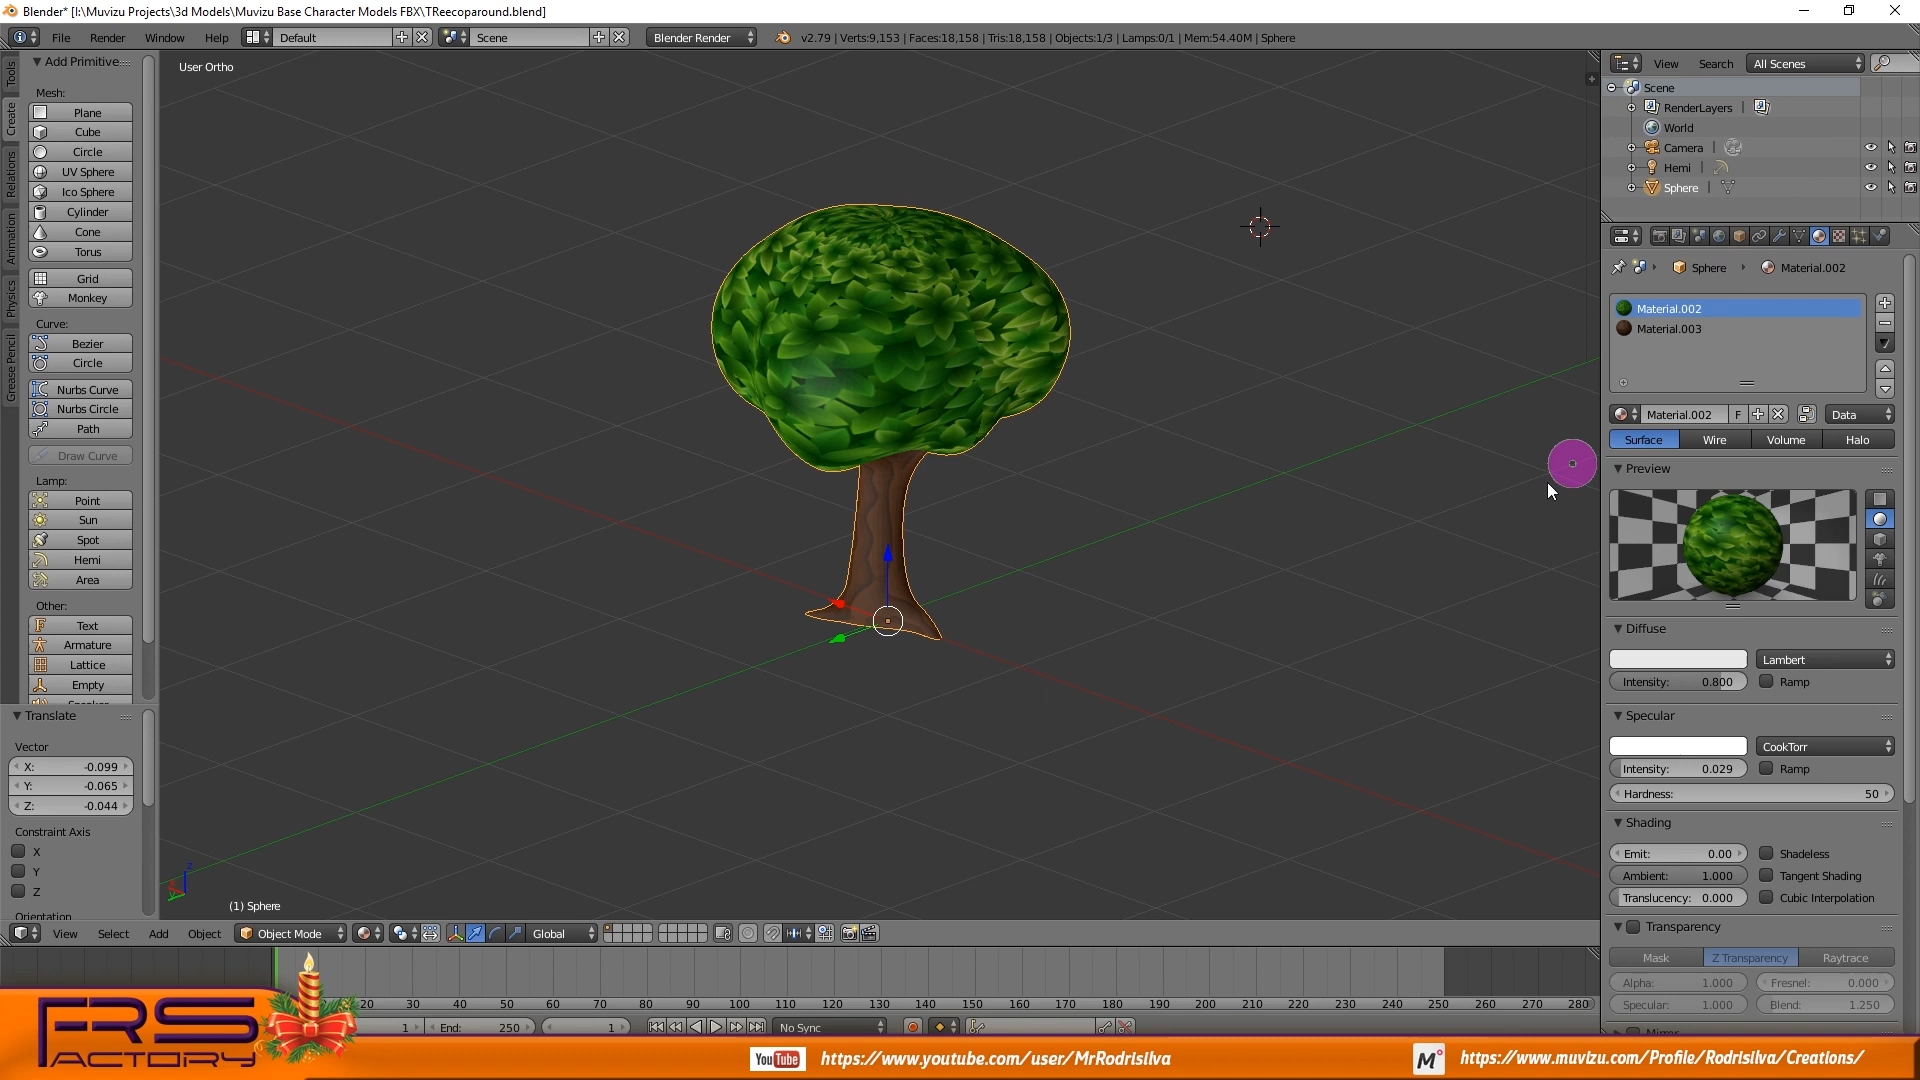 Blender* [I:\Muvizu Projects\3d Models\Muvizu Base Character Models FBX\TReecoparound.blend]
File Render Window Help Default Scene Blender Render v2.79 | Verts:9,153 | Faces:18,158 | Tris:18,158 | Objects:1/3 | Lamps:0/1 | Mem:54.40M | Sphere
Tools
Create
Relations
Animation
Physics
Grease Pencil
Add Primitive
Mesh:
Plane
Cube
Circle
UV Sphere
Ico Sphere
Cylinder
Cone
Torus
Grid
Monkey
Curve:
Bezier
Circle
Nurbs Curve
Nurbs Circle
Path
Draw Curve
Lamp:
Point
Sun
Spot
Hemi
Area
Other:
Text
Armature
Lattice
Empty
Translate
Vector
X: -0.099
Y: -0.065
Z: -0.044
Constraint Axis
X
Y
Z
Orientation
User Ortho
(1) Sphere
View Select Add Object Object Mode Global
20 30 40 50 60 70 80 90 100 110 120 130 140 150 160 170 180 190 200 210 220 230 240 250 260 270 280
1 End: 250 1 No Sync
View Search All Scenes
Scene
RenderLayers
World
Camera
Hemi
Sphere
Sphere Material.002
Material.002
Material.003
Material.002 F Data
Surface Wire Volume Halo
Preview
Diffuse
Lambert
Intensity: 0.800 Ramp
Specular
CookTorr
Intensity: 0.029 Ramp
Hardness: 50
Shading
Emit: 0.00 Shadeless
Ambient: 1.000 Tangent Shading
Translucency: 0.000 Cubic Interpolation
Transparency
Mask Z Transparency Raytrace
Alpha: 1.000 Fresnel: 0.000
Specular: 1.000 Blend: 1.250
FRS
FACTORY
YouTube https://www.youtube.com/user/MrRodrisilva
M https://www.muvizu.com/Profile/Rodrisilva/Creations/